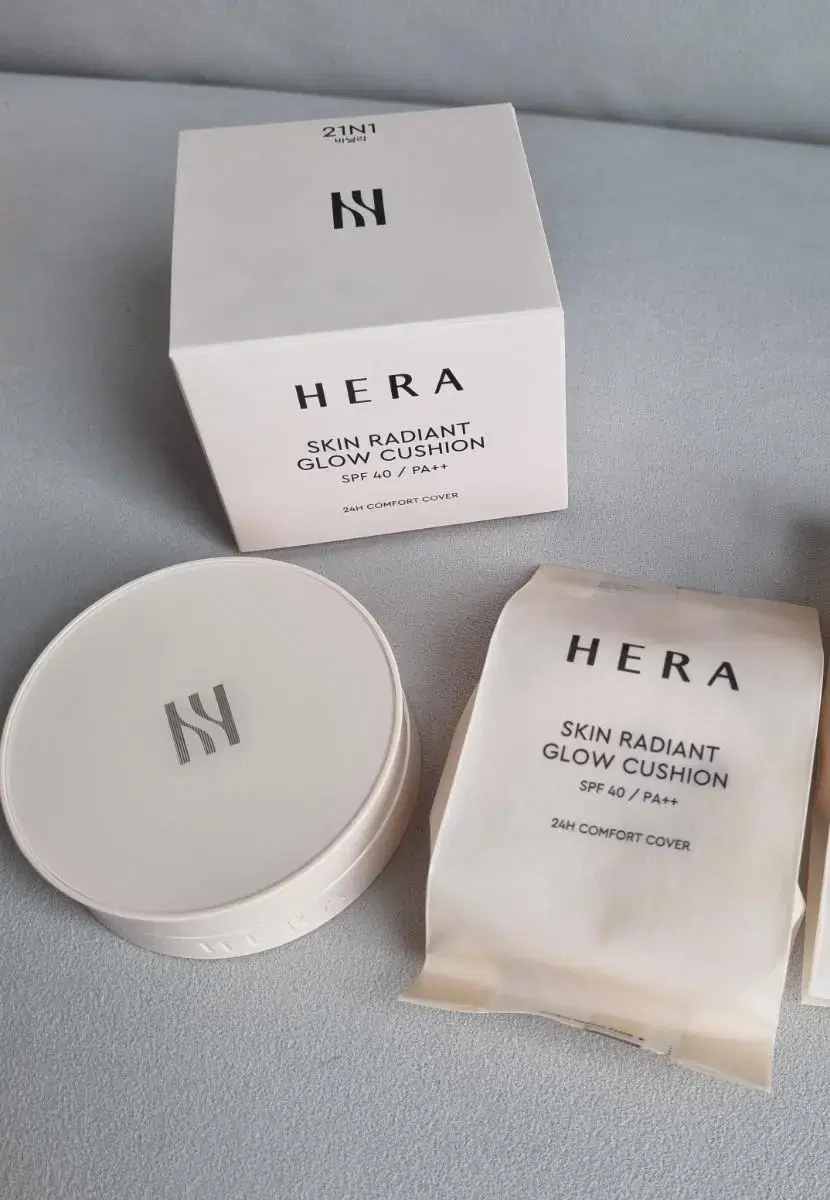 21N1
바닐라
HERA
SKIN RADIANT
GLOW CUSHION
SPF 40 / PA++
24H COMFORT COVER
HERA
HERA
SKIN RADIANT
GLOW CUSHION
SPF 40 / PA++
24H COMFORT COVER